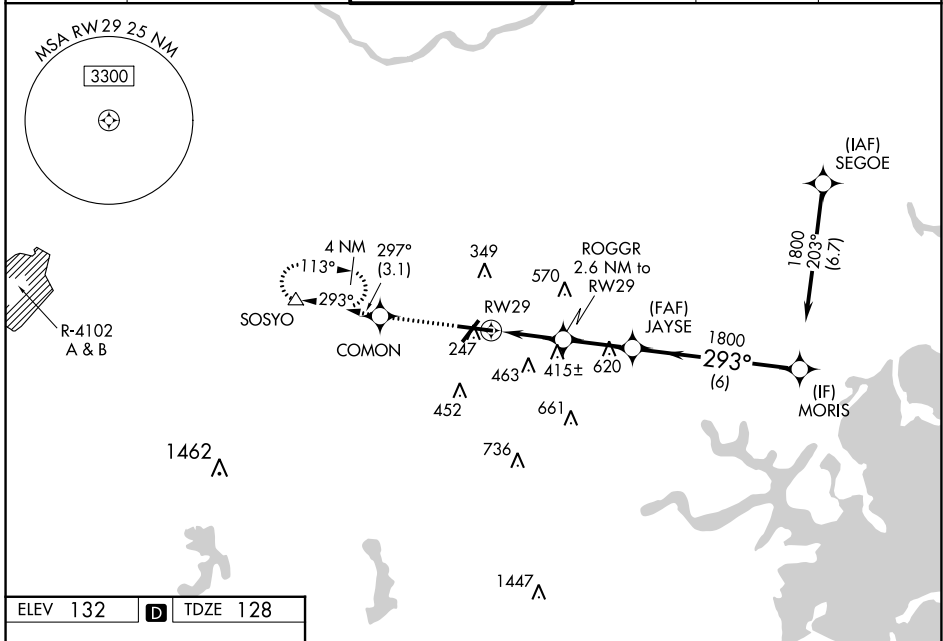 MSA RW29 25 NM
3300
(IAF)
SEGOE
1800
203°
(6.7)
R-4102
A & B
4 NM
113°
297°
(3.1)
293°
SOSYO
COMON
349
570
ROGGR
2.6 NM to
RW29
RW29
247
463
415±
620
(FAF)
JAYSE
1800
293°
(6)
(IF)
MORIS
452
661
736
1462
1447
ELEV 132
D
TDZE 128